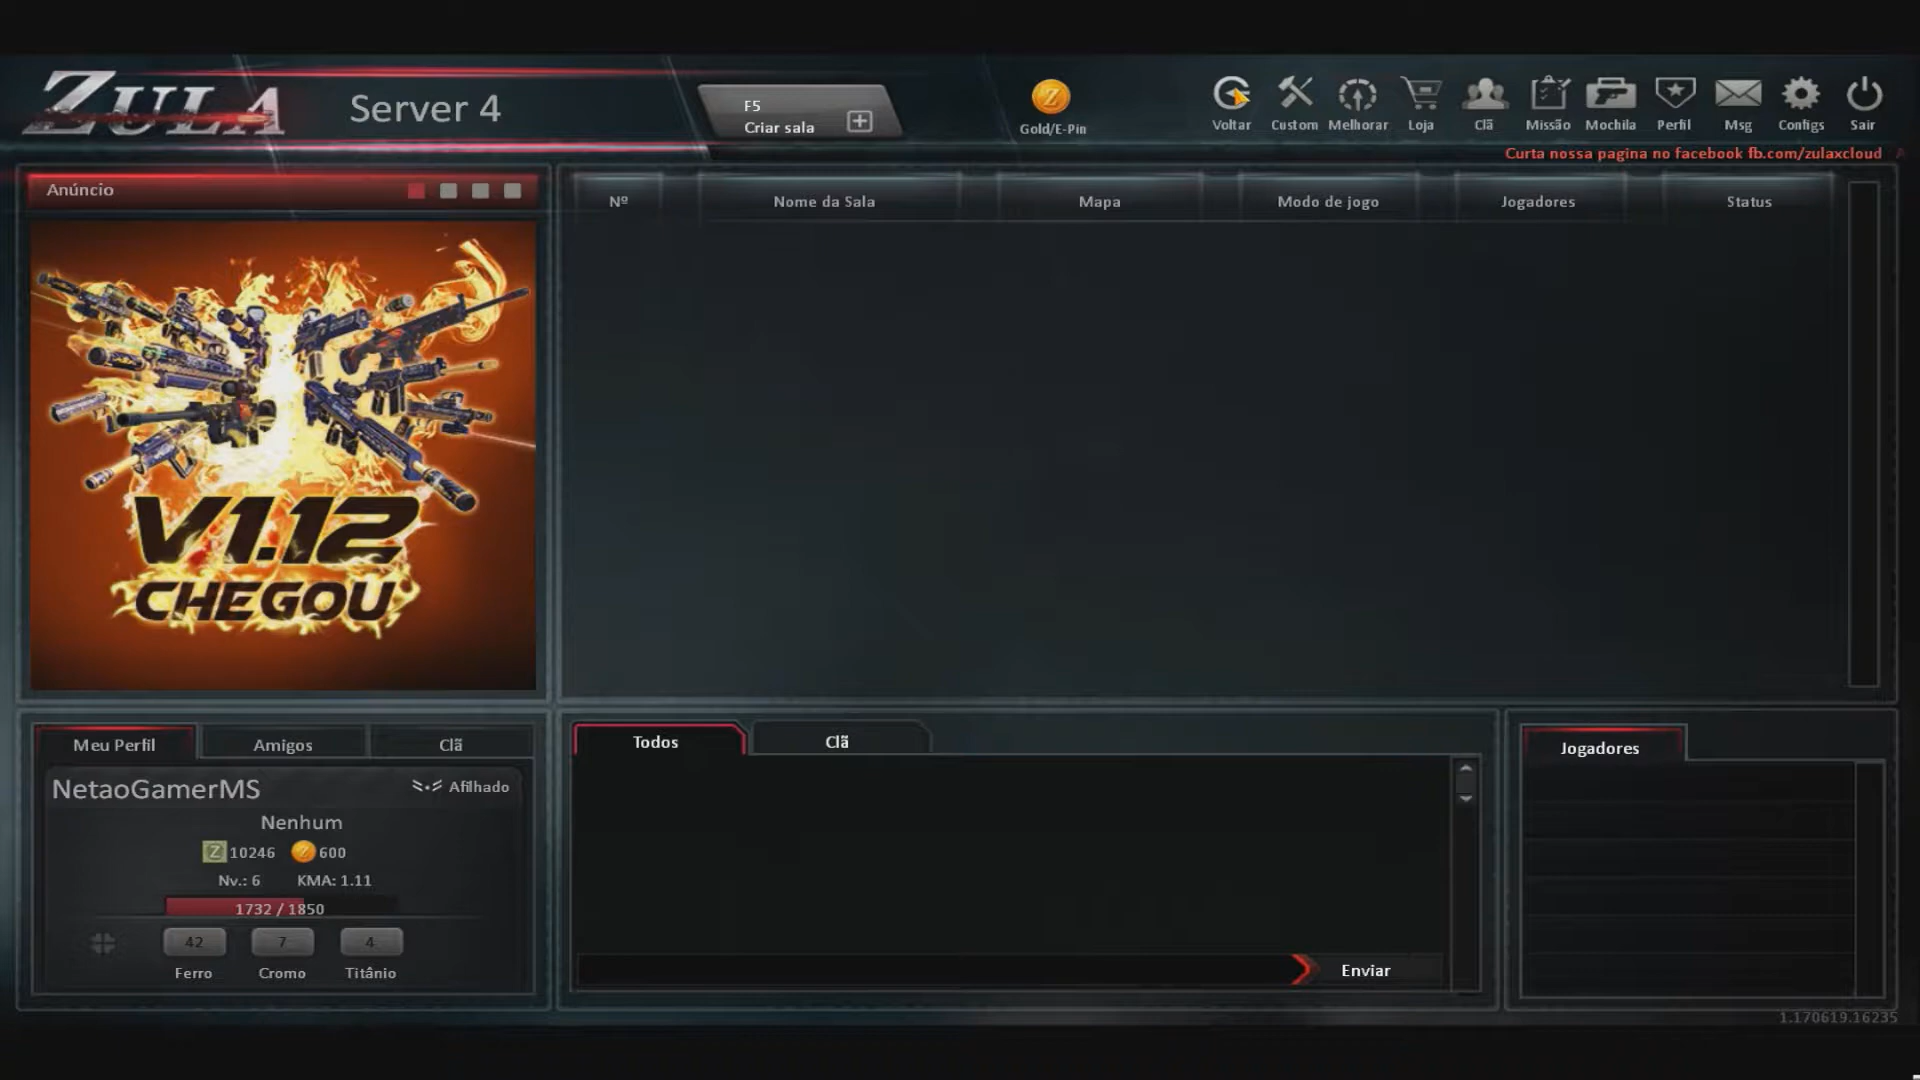 ZULA
Server 4
F5
Criar sala
Gold/E-Pin
Voltar
Custom
Melhorar
Loja
Clã
Missão
Mochila
Perfil
Msg
Configs
Sair
Curta nossa pagina no facebook fb.com/zulaxcloud A
Anúncio
Nº
Nome da Sala
Mapa
Modo de jogo
Jogadores
Status
V1.12
CHEGOU
Meu Perfil
Amigos
Clã
NetaoGamerMS
Afilhado
Nenhum
10246
600
Nv.: 6
KMA: 1.11
1732 / 1850
42
7
4
Ferro
Cromo
Titânio
Todos
Clã
Enviar
Jogadores
1.170619.16235